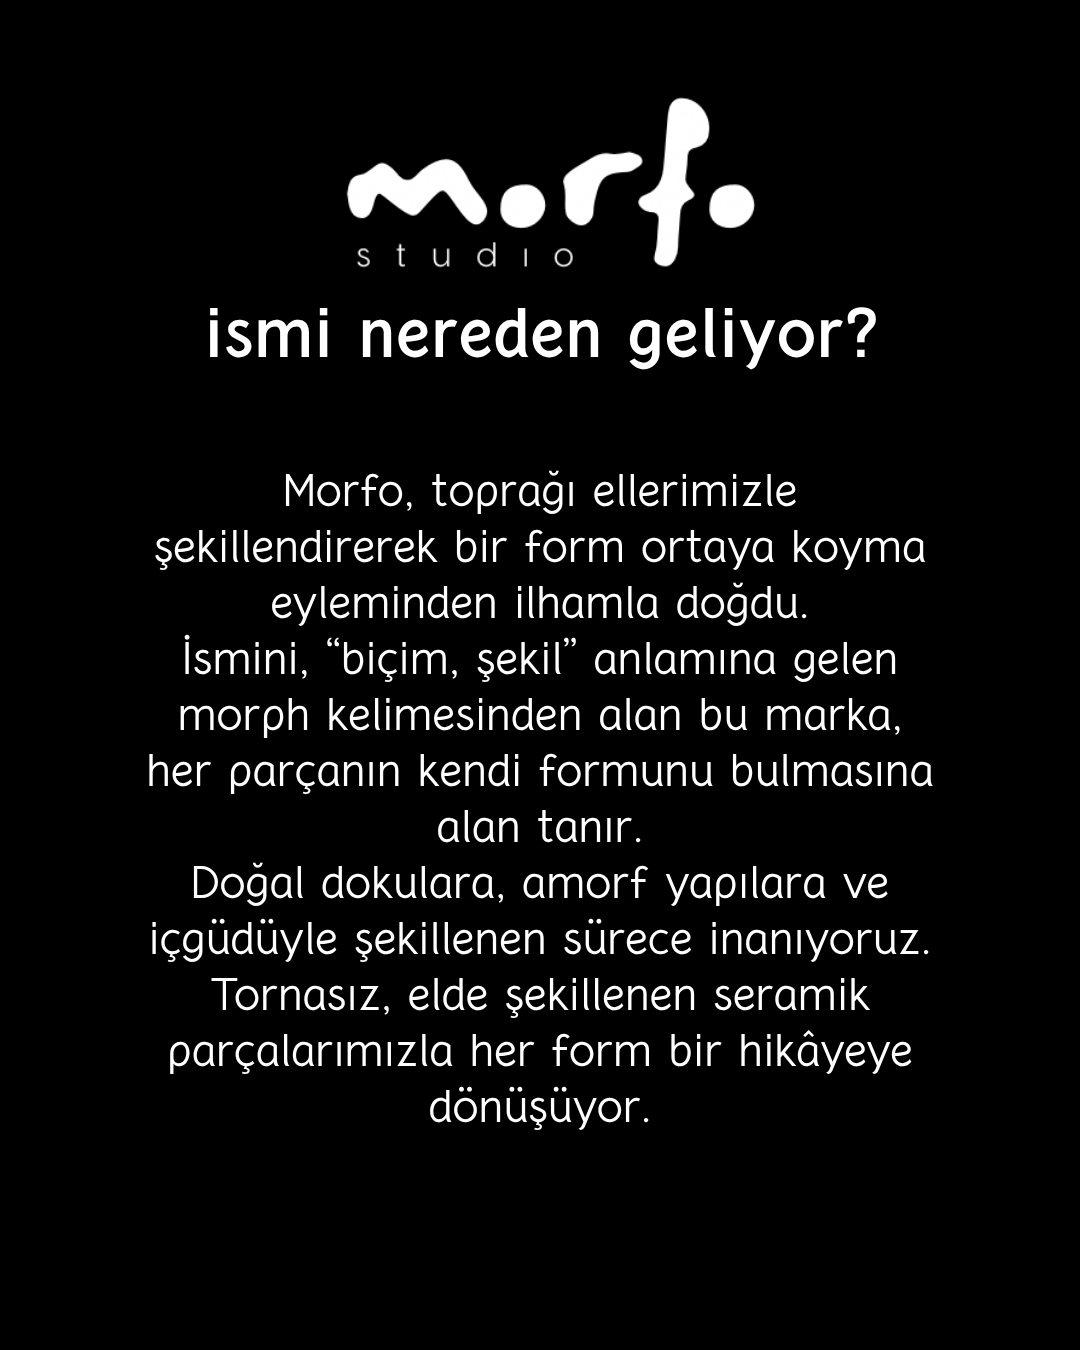 morfo
studio
ismi nereden geliyor?
Morfo, toprağı ellerimizle
şekillendirerek bir form ortaya koyma
eyleminden ilhamla doğdu.
İsmini, “biçim, şekil” anlamına gelen
morph kelimesinden alan bu marka,
her parçanın kendi formunu bulmasına
alan tanır.
Doğal dokulara, amorf yapılara ve
içgüdüyle şekillenen sürece inanıyoruz.
Tornasız, elde şekillenen seramik
parçalarımızla her form bir hikâyeye
dönüşüyor.